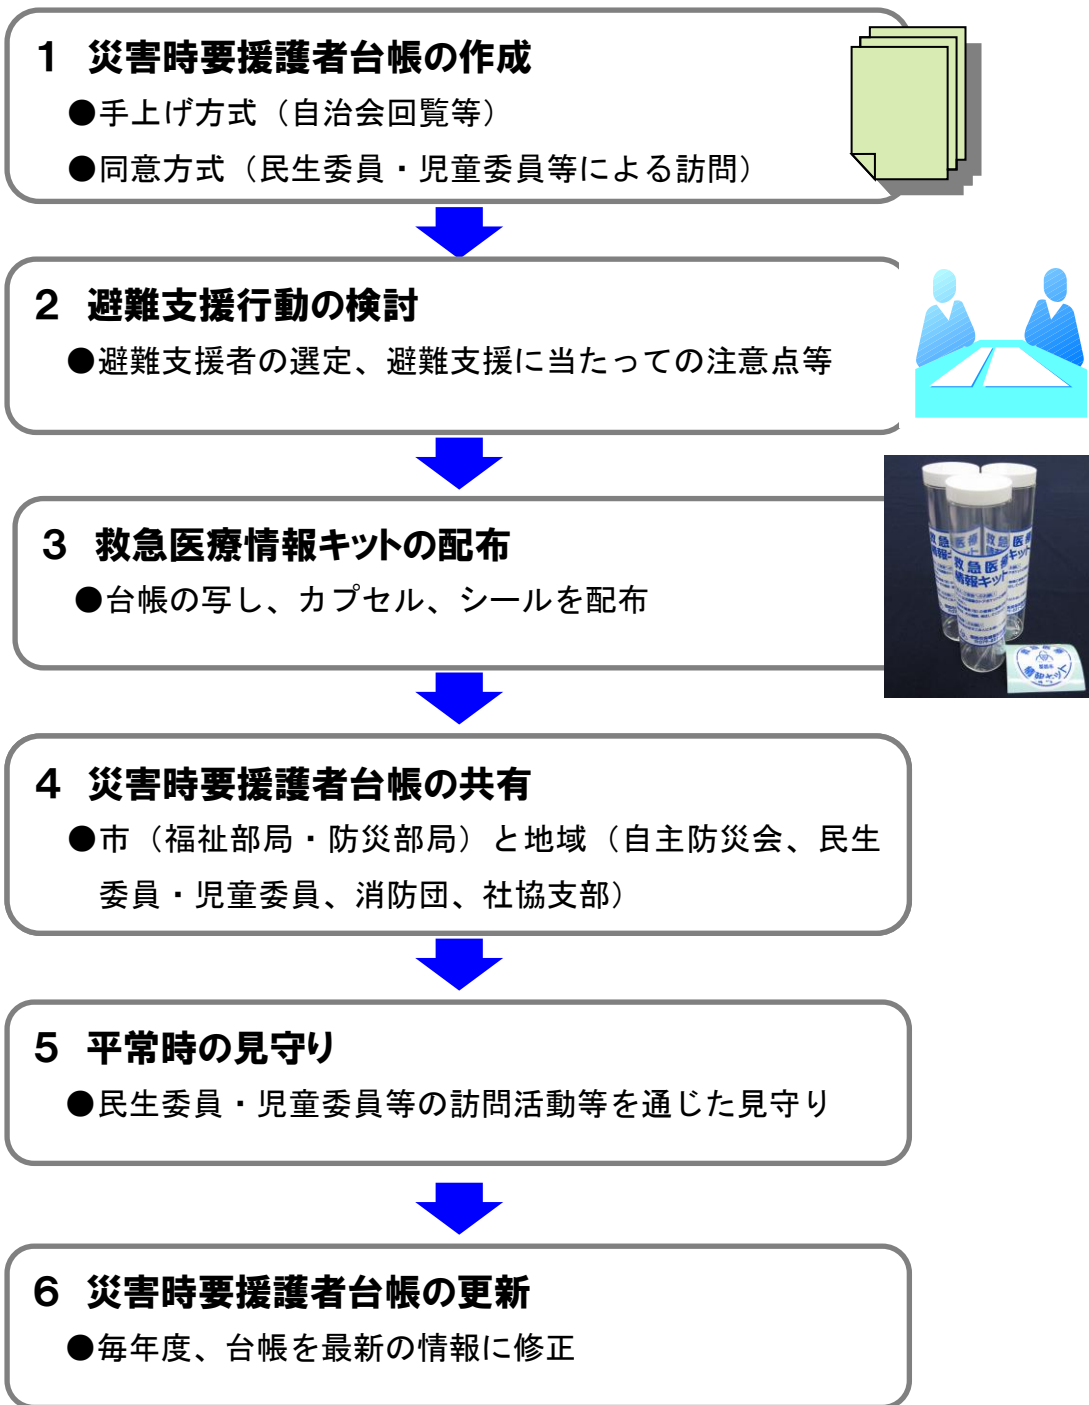 1 災害時要援護者台帳の作成
●手上げ方式（自治会回覧等）
●同意方式（民生委員・児童委員等による訪問）
2 避難支援行動の検討
●避難支援者の選定、避難支援に当たっての注意点等
3 救急医療情報キットの配布
●台帳の写し、カプセル、シールを配布
救急医療
情報キット
4 災害時要援護者台帳の共有
●市（福祉部局・防災部局）と地域（自主防災会、民生
委員・児童委員、消防団、社協支部）
5 平常時の見守り
●民生委員・児童委員等の訪問活動等を通じた見守り
6 災害時要援護者台帳の更新
●毎年度、台帳を最新の情報に修正